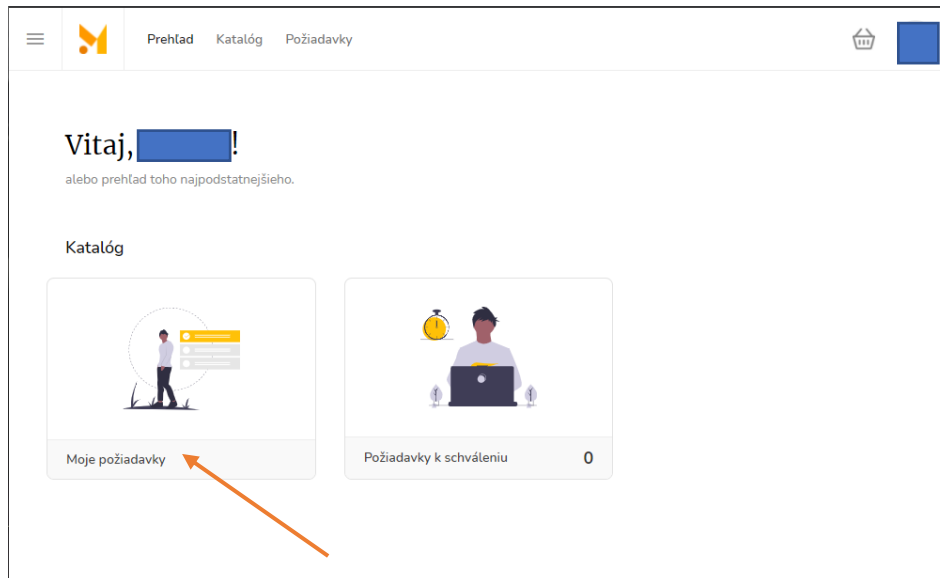 Prehľad Katalóg Požiadavky
Vitaj, !
alebo prehľad toho najpodstatnejšieho.
Katalóg
Moje požiadavky
Požiadavky k schváleniu 0